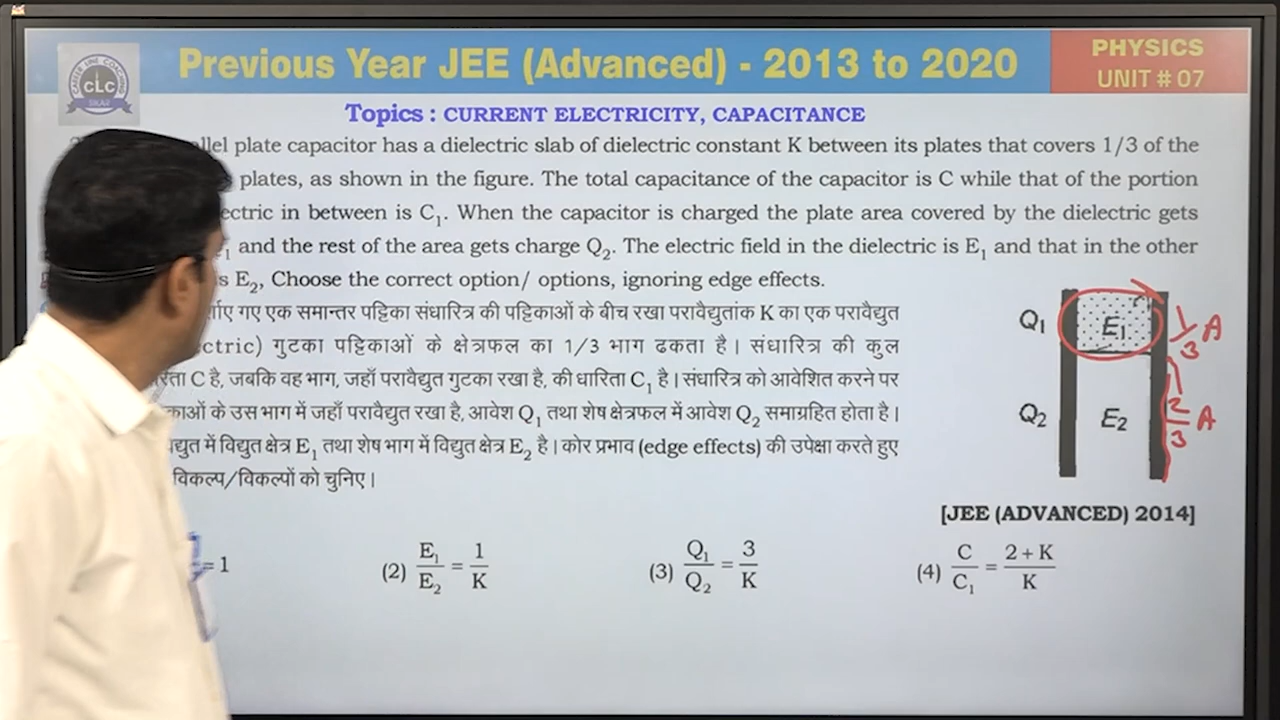 Previous Year JEE (Advanced) - 2013 to 2020
PHYSICS
UNIT # 07
CLC
SIKAR
Topics : CURRENT ELECTRICITY, CAPACITANCE
plate capacitor has a dielectric slab of dielectric constant K between its plates that covers 1/3 of the
plates, as shown in the figure. The total capacitance of the capacitor is C while that of the portion
in between is C₁. When the capacitor is charged the plate area covered by the dielectric gets
and the rest of the area gets charge Q₂. The electric field in the dielectric is E₁ and that in the other
E₂, Choose the correct option/ options, ignoring edge effects.
गए एक समान्तर पट्टिका संधारित्र की पट्टिकाओं के बीच रखा परावैद्युतांक K का एक परावैद्युत
गुटका पट्टिकाओं के क्षेत्रफल का 1/3 भाग ढकता है। संधारित्र की कुल
C है, जबकि वह भाग, जहाँ परावैद्युत गुटका रखा है, की धारिता C₁ है। संधारित्र को आवेशित करने पर
के उस भाग में जहाँ परावैद्युत रखा है, आवेश Q₁ तथा शेष क्षेत्रफल में आवेश Q₂ समाग्रहित होता है।
में विद्युत क्षेत्र E₁ तथा शेष भाग में विद्युत क्षेत्र E₂ है। कोर प्रभाव (edge effects) की उपेक्षा करते हुए
विकल्प/विकल्पों को चुनिए।
Q₁ E₁ 1/3 A
Q₂ E₂ 2/3 A
[JEE (ADVANCED) 2014]
= 1
(2) E₁/E₂ = 1/K
(3) Q₁/Q₂ = 3/K
(4) C/C₁ = 2 + K/K